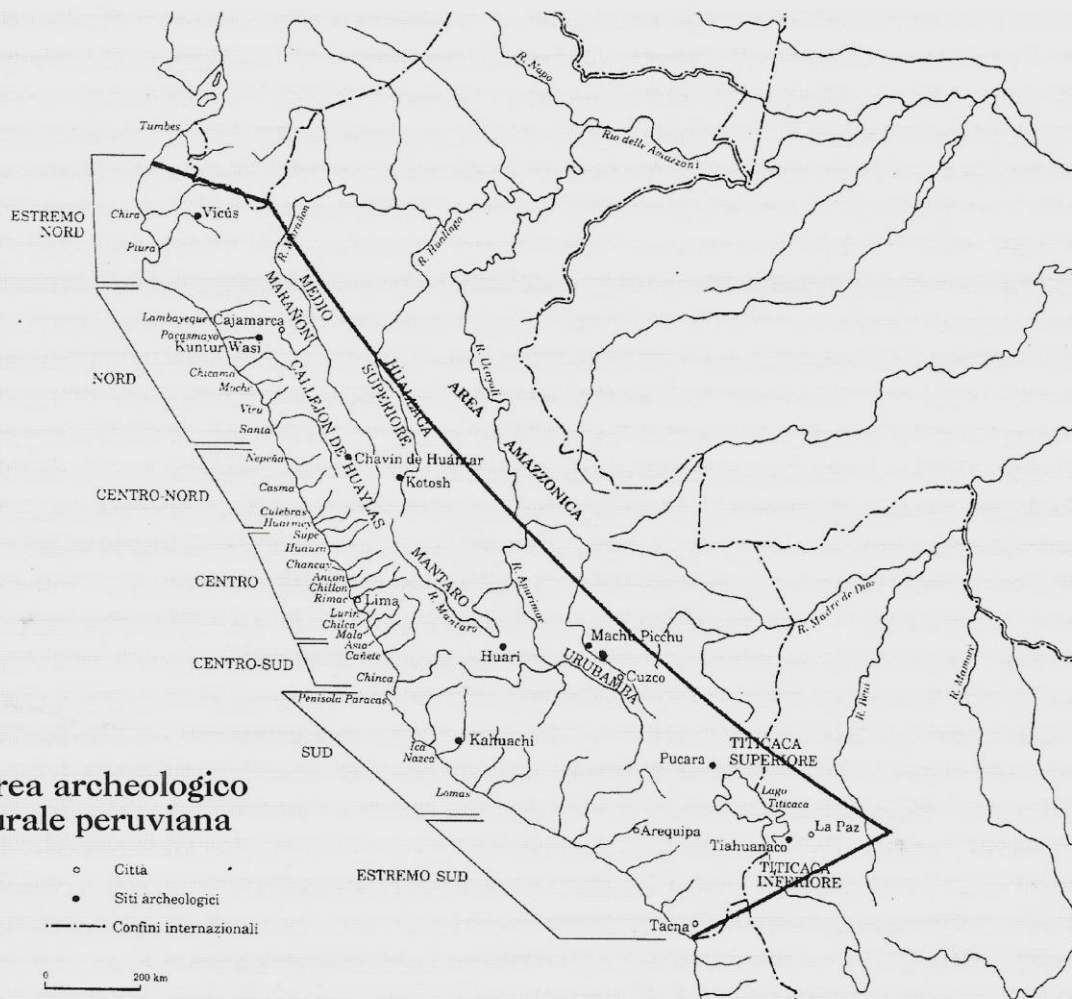 R. Napo
Tumbes
Rio delle Amazzoni
ESTREMO
NORD
Chira
Vicús
Piura
R. Marañon
R. Ucayali
MEDIO
MARAÑON
Lambayeque
Cajamarca
Pacasmayo
Kuntur Wasi
NORD
Chicama
Moche
Viru
Santa
CALLEJON DE HUAYLAS
HUALLAGA
SUPERIORE
AREA AMAZZONICA
Nepeña
Chavín de Huántar
Kotosh
CENTRO-NORD
Casma
Culebras
Huarmey
Supe
Huaura
CENTRO
Chancay
Ancon
Chillon
Rimac
Lima
Lurin
Chilca
Mala
Asia
Cañete
MANTARO
R. Mantaro
R. Apurimac
R. Madre de Dios
Machu Picchu
Huari
URUBAMBA
Cuzco
R. Beni
R. Mamoré
CENTRO-SUD
Chinca
Penisola Paracas
SUD
Ica
Nazca
Kahuachi
Lomas
TITICACA
SUPERIORE
Pucara
Lago
Titicaca
Arequipa
La Paz
Tiahuanaco
TITICACA
INFERIORE
ESTREMO SUD
Tacna
rea archeologico
urale peruviana
Città
Siti archeologici
Confini internazionali
0 200 km